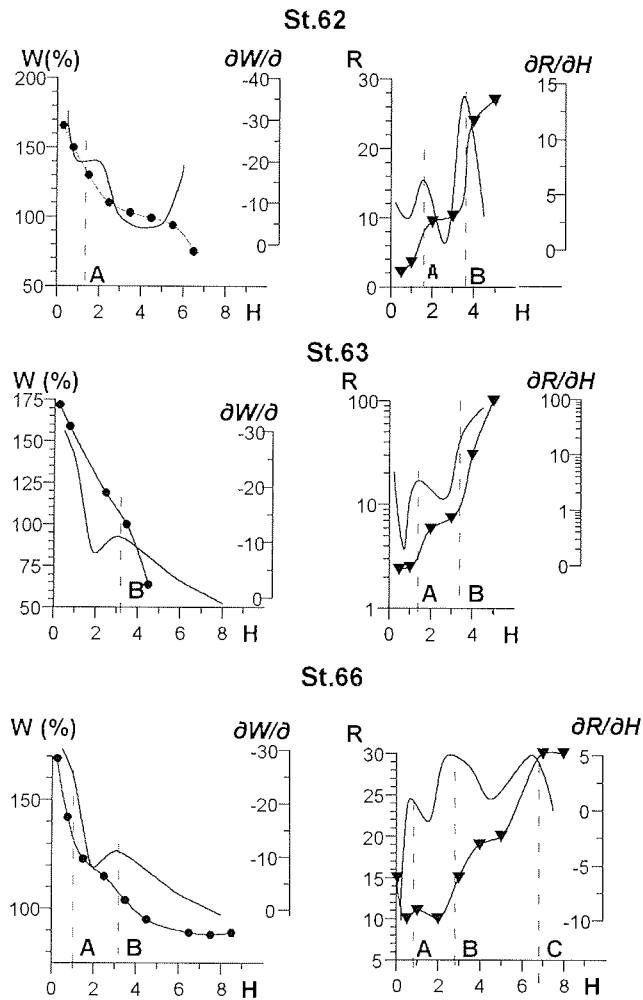 St.62
W(%) ∂W/∂ R ∂R/∂H
200 -40 30 15
150 -30 20 10
-20
100 -10 10 5
0 0
50 A 0 A B
0 2 4 6 8 H 0 2 4 H
St.63
W (%) ∂W/∂ R ∂R/∂H
175 -30 100 100
150 10
125 -20
100 10 1
75 -10
0 0
50 B 1 A B
0 2 4 6 8 H 0 2 4 H
St.66
W (%) ∂W/∂ R ∂R/∂H
-30 30 5
150 25 0
-20 20
-10 15 -5
100 0 10 -10
A B 5 A B C
0 2 4 6 8 H 0 2 4 6 8 H